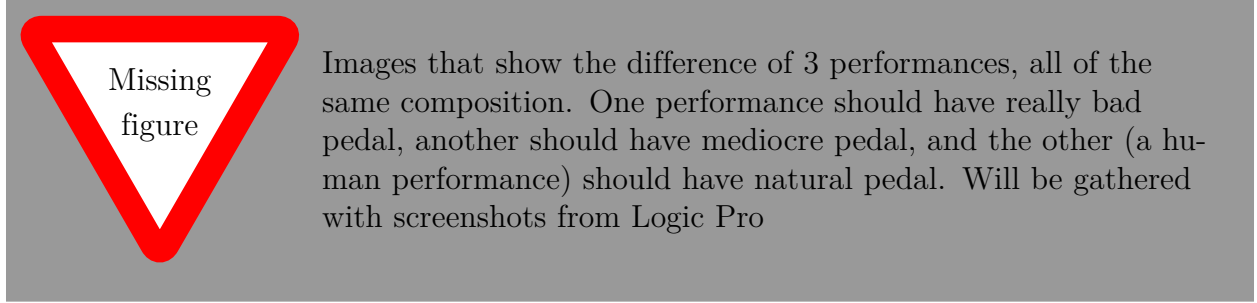 Missing
figure
Images that show the difference of 3 performances, all of the
same composition. One performance should have really bad
pedal, another should have mediocre pedal, and the other (a hu-
man performance) should have natural pedal. Will be gathered
with screenshots from Logic Pro